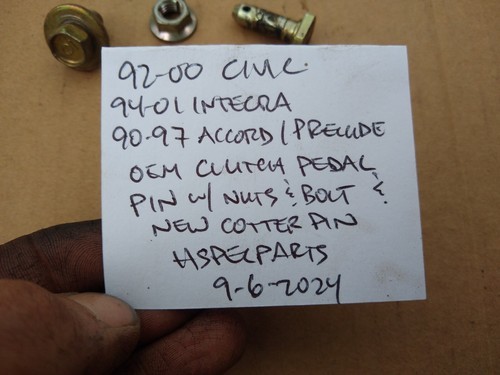 92-00 CIVIC
94-01 INTEGRA
90-97 ACCORD/PRELUDE
OEM CLUTCH PEDAL
PIN W/ NUTS & BOLT &
NEW COTTER PIN
HSPECPARTS
9-6-2024